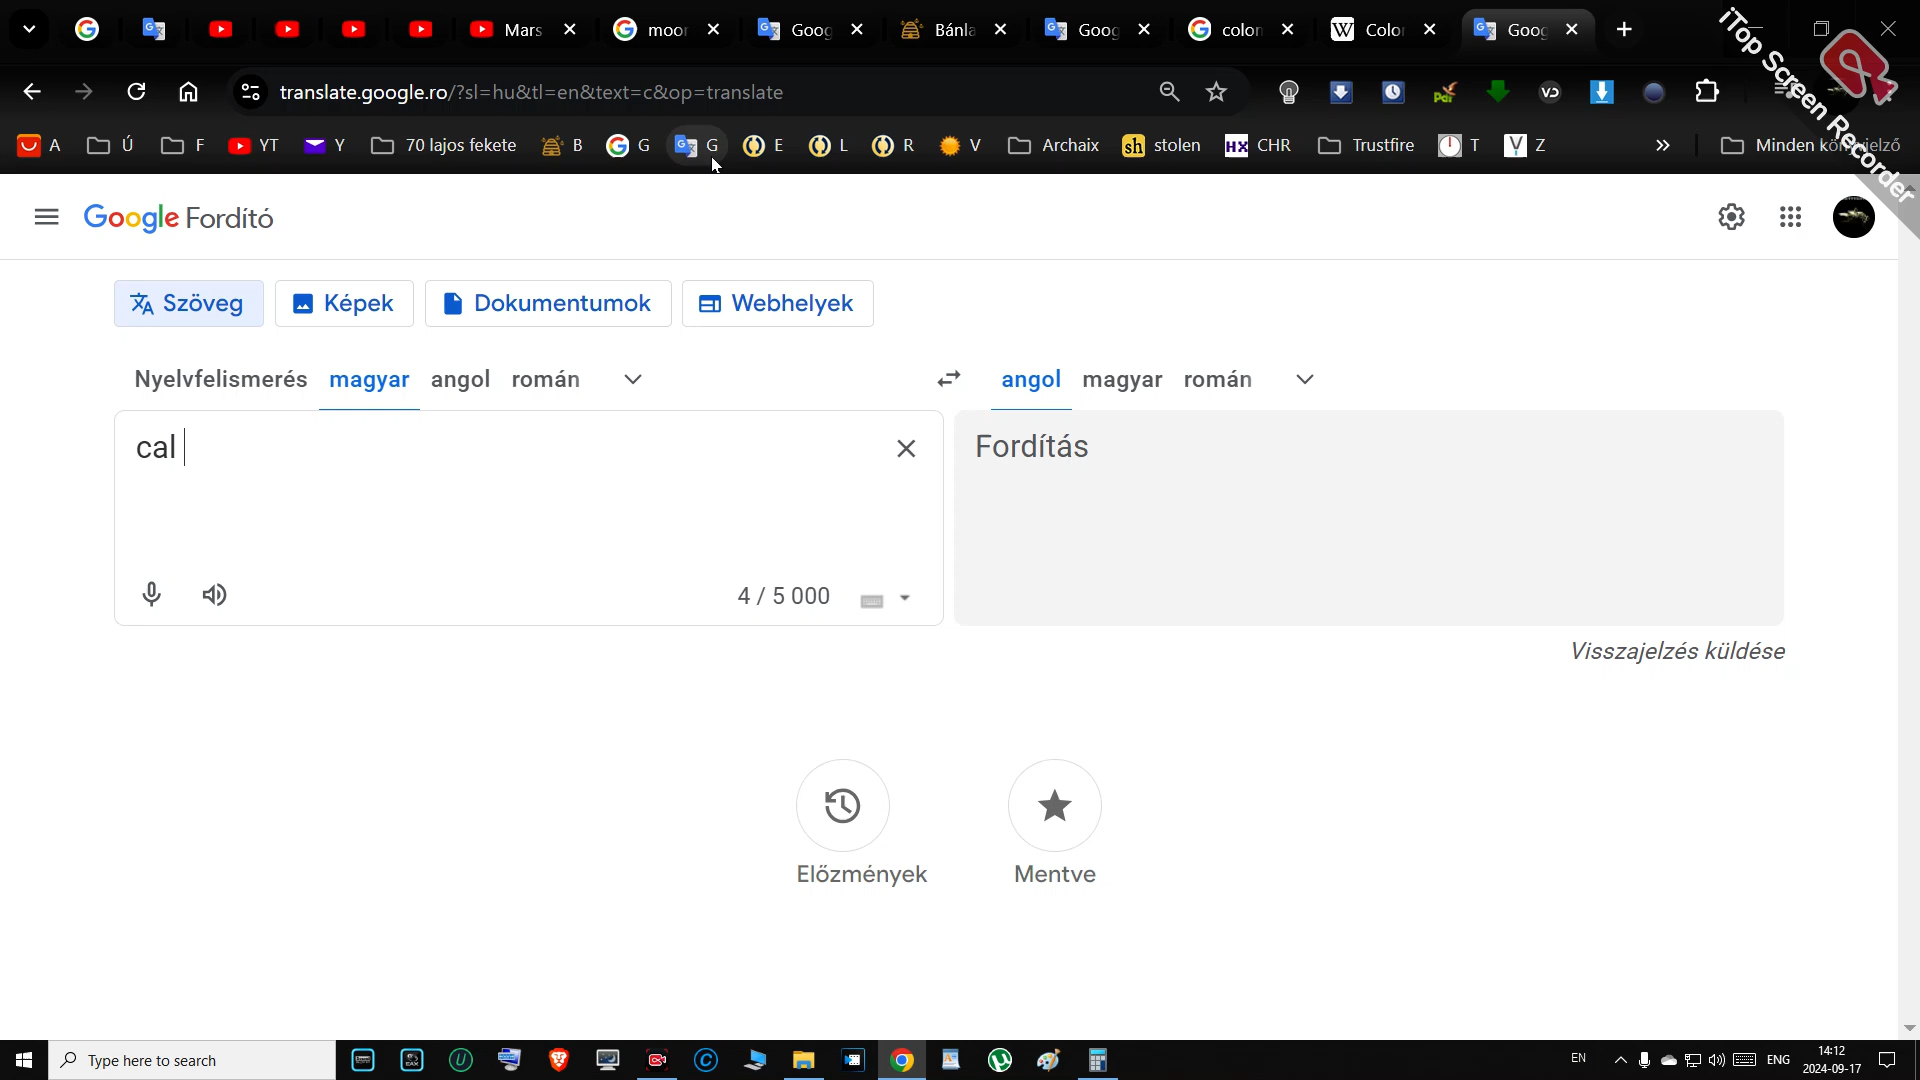 Mars
moo
Goog
Bánla
Goog
colon
Color
Goog
translate.google.ro/?sl=hu&tl=en&text=c&op=translate
A
Ú
F
YT
Y
70 lajos fekete
B
G
G
E
L
R
V
Archaix
stolen
CHR
Trustfire
T
Z
Minden könyvjelző
iTop Screen Recorder
Google Fordító
Szöveg
Képek
Dokumentumok
Webhelyek
Nyelvfelismerés magyar angol román
angol magyar román
cal
Fordítás
4 / 5 000
Visszajelzés küldése
Előzmények
Mentve
Type here to search
EN
ENG
14:12
2024-09-17